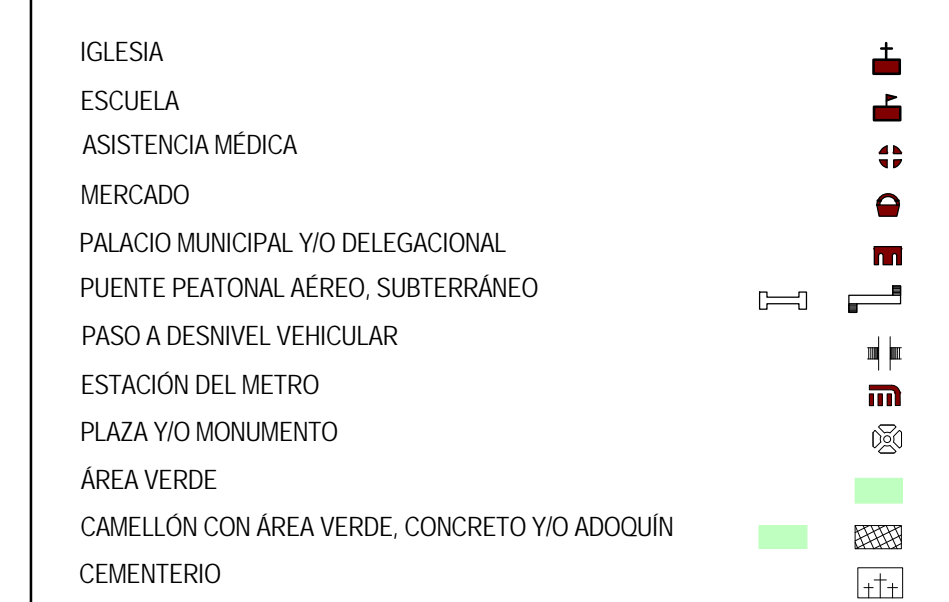 IGLESIA
ESCUELA
ASISTENCIA MÉDICA
MERCADO
PALACIO MUNICIPAL Y/O DELEGACIONAL
PUENTE PEATONAL AÉREO, SUBTERRÁNEO
PASO A DESNIVEL VEHICULAR
ESTACIÓN DEL METRO
PLAZA Y/O MONUMENTO
ÁREA VERDE
CAMELLÓN CON ÁREA VERDE, CONCRETO Y/O ADOQUÍN
CEMENTERIO